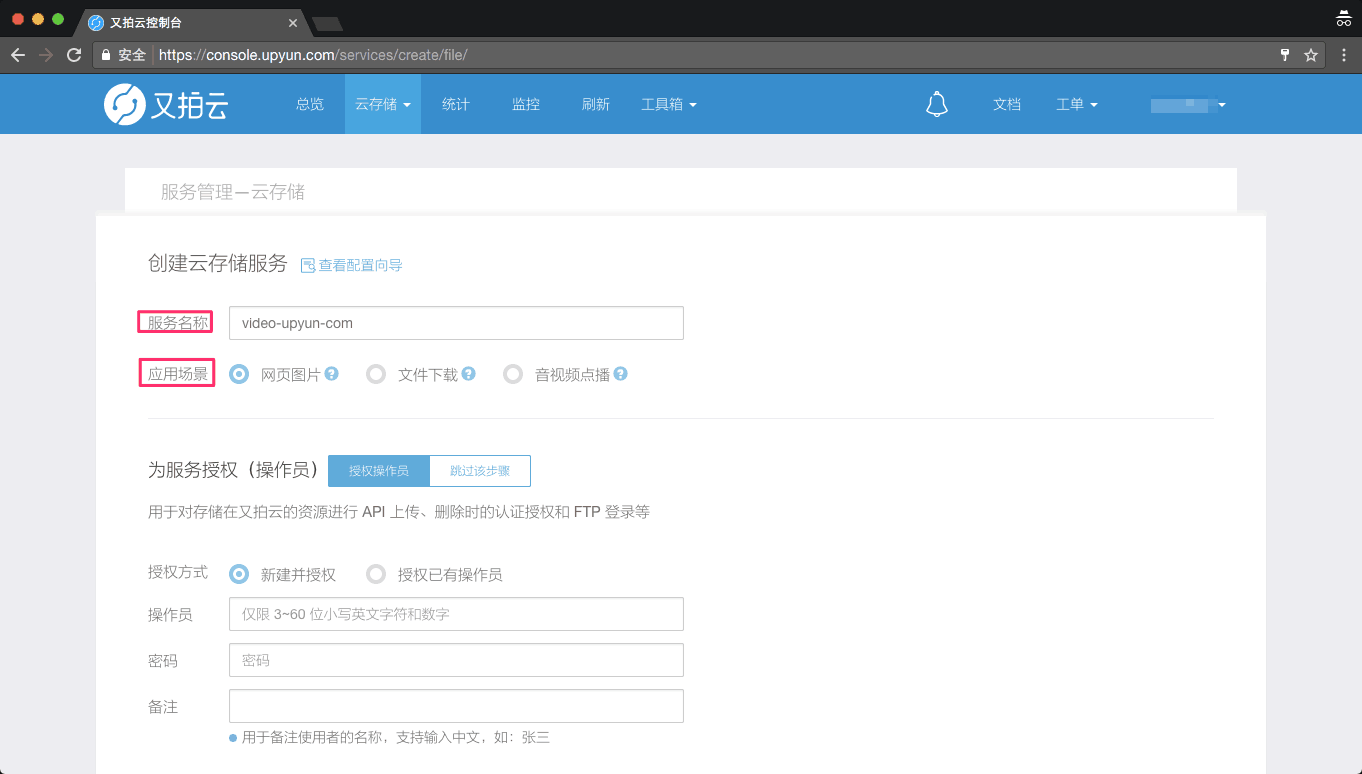 又拍云控制台
安全 https://console.upyun.com/services/create/file/
又拍云 总览 云存储 统计 监控 刷新 工具箱 文档 工单
服务管理—云存储
创建云存储服务 查看配置向导
服务名称 video-upyun-com
应用场景 网页图片 ? 文件下载 ? 音视频点播 ?
为服务授权（操作员） 授权操作员 跳过该步骤
用于对存储在又拍云的资源进行 API 上传、删除时的认证授权和 FTP 登录等
授权方式 新建并授权 授权已有操作员
操作员 仅限 3~60 位小写英文字符和数字
密码 密码
备注
用于备注使用者的名称，支持输入中文，如：张三